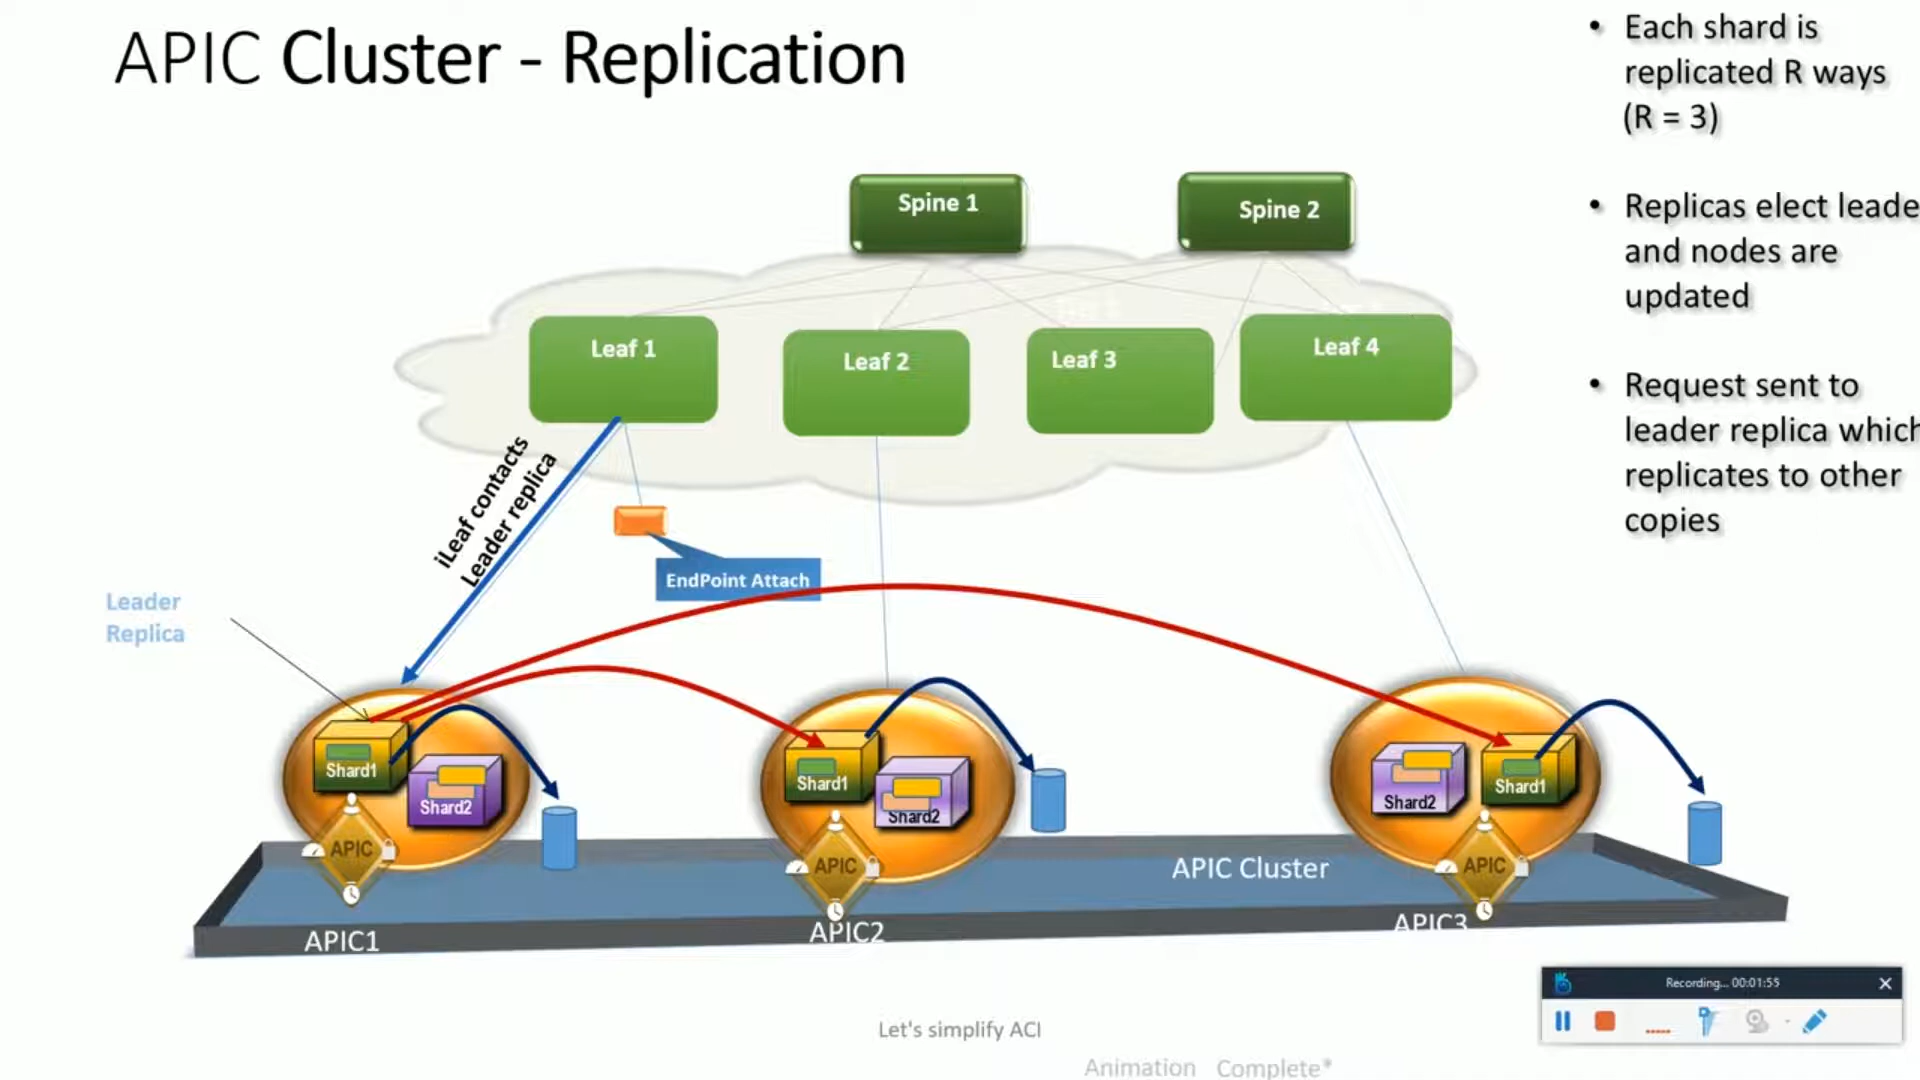 APIC Cluster - Replication
• Each shard is
replicated R ways
(R = 3)
• Replicas elect leade
and nodes are
updated
• Request sent to
leader replica which
replicates to other
copies
Spine 1
Spine 2
Leaf 1
Leaf 2
Leaf 3
Leaf 4
iLeaf contacts
Leader replica
EndPoint Attach
Leader
Replica
Shard1
Shard2
Shard1
Shard2
Shard2
Shard1
APIC
APIC
APIC
APIC Cluster
APIC1
APIC2
APIC3
Recording... 00:01:55
Let's simplify ACI
Animation Complete*